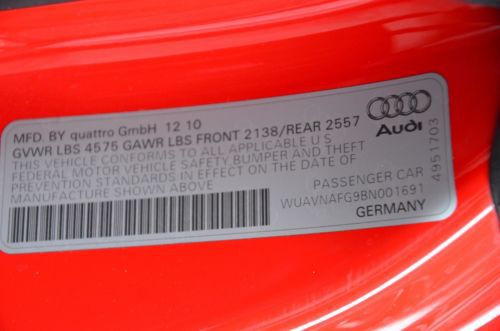 MFD. BY quattro GmbH 12 10
GVWR LBS 4575 GAWR LBS FRONT 2138/REAR 2557
THIS VEHICLE CONFORMS TO ALL APPLICABLE U S
FEDERAL MOTOR VEHICLE SAFETY, BUMPER AND THEFT
PREVENTION STANDARDS IN EFFECT ON THE DATE OF
MANUFACTURE SHOWN ABOVE
PASSENGER CAR
WUAVNAFG9BN001691
GERMANY
Audi
4951703